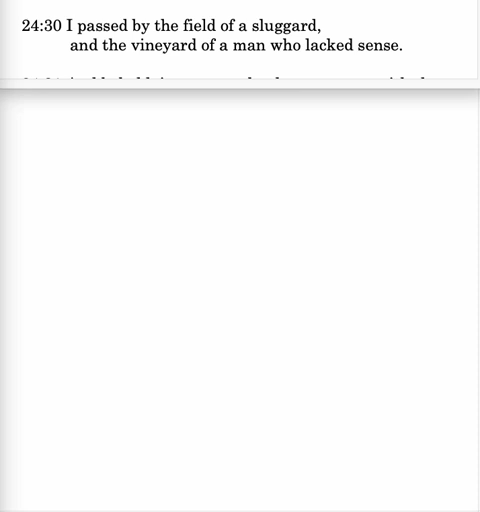 24:30 I passed by the field of a sluggard,
and the vineyard of a man who lacked sense.